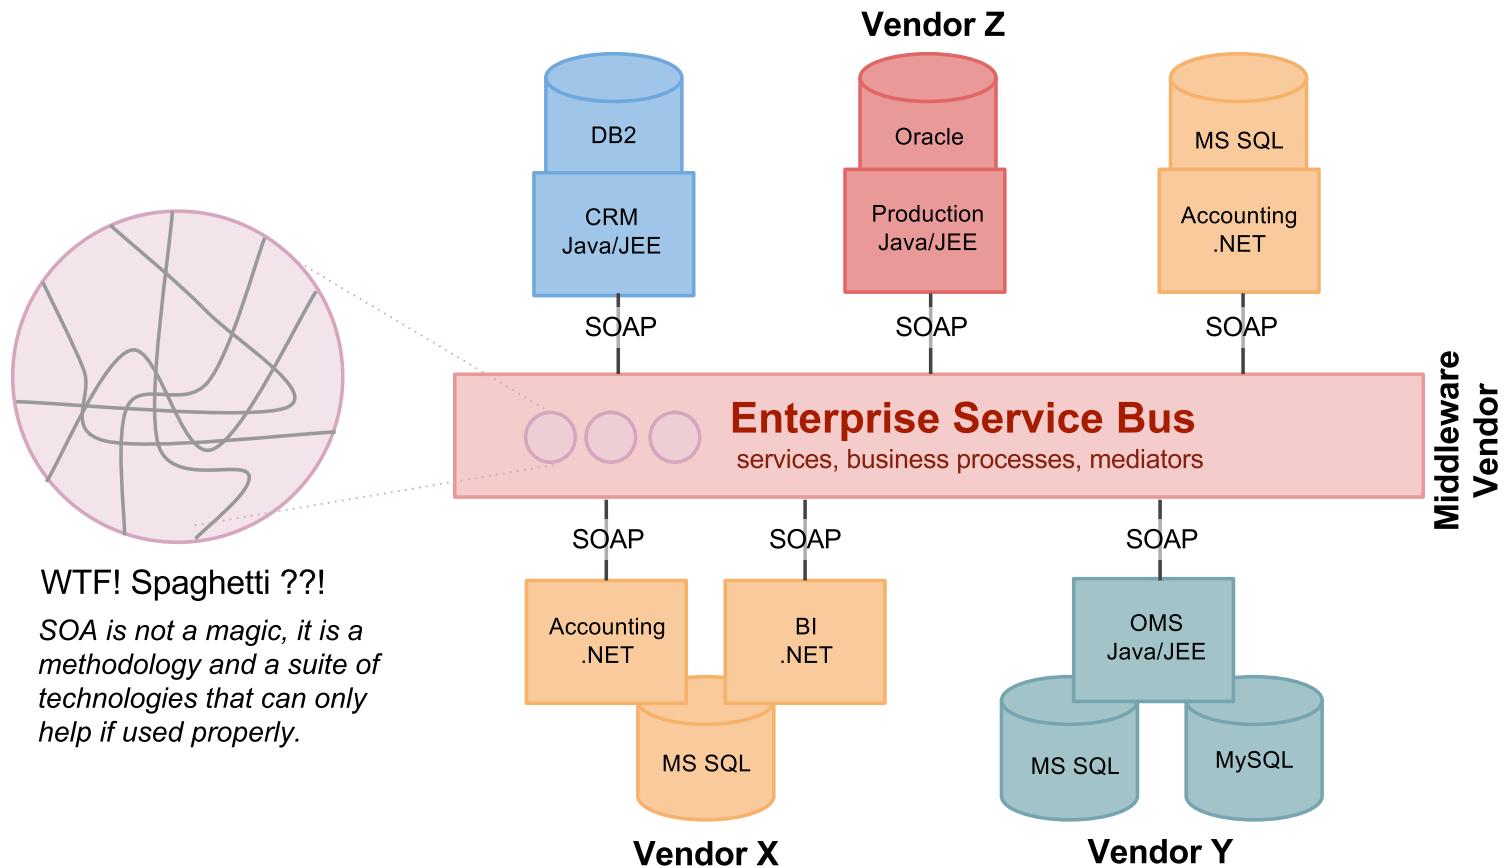 Vendor Z
DB2
Oracle
MS SQL
CRM
Java/JEE
Production
Java/JEE
Accounting
.NET
SOAP
SOAP
SOAP
Enterprise Service Bus
services, business processes, mediators
Middleware
Vendor
SOAP
SOAP
SOAP
WTF! Spaghetti ??!
SOA is not a magic, it is a
methodology and a suite of
technologies that can only
help if used properly.
Accounting
.NET
BI
.NET
OMS
Java/JEE
MS SQL
MS SQL
MySQL
Vendor X
Vendor Y